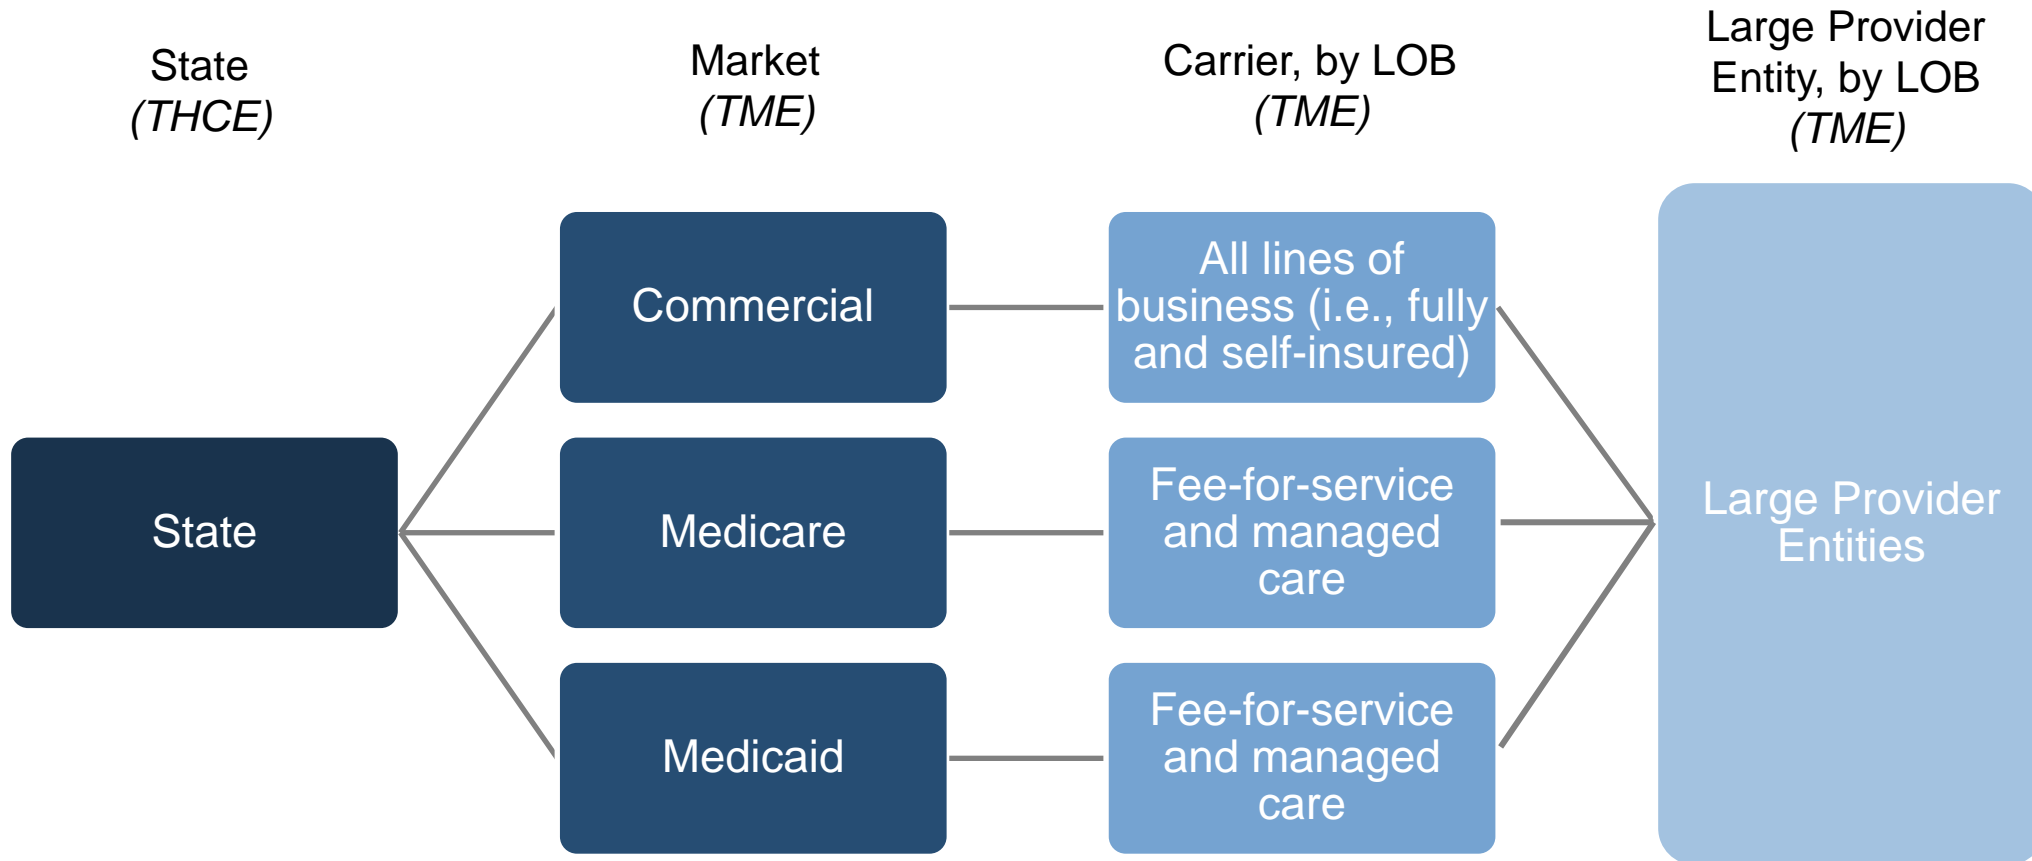 State
(THCE)
Market
(TME)
Carrier, by LOB
(TME)
Large Provider
Entity, by LOB
(TME)
State
Commercial
Medicare
Medicaid
All lines of
business (i.e., fully
and self-insured)
Fee-for-service
and managed
care
Fee-for-service
and managed
care
Large Provider
Entities